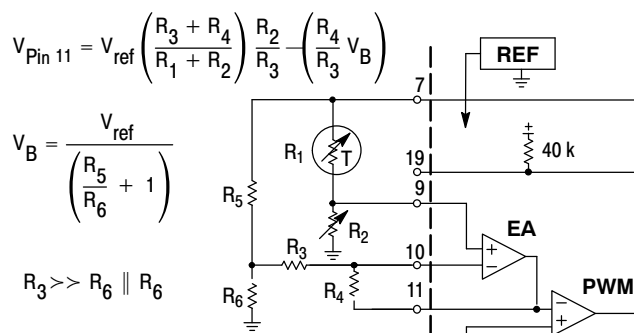 V_Pin 11 = V_ref ( (R_3 + R_4) / (R_1 + R_2) ) R_2 / R_3 − ( R_4 / R_3 V_B )
V_B = V_ref / ( R_5 / R_6 + 1 )
R_3 >> R_6 ∥ R_6
REF
7
R_1
T
19
+
40 k
9
R_5
R_2
EA
+
−
R_3
10
R_6
R_4
11
PWM
−
+